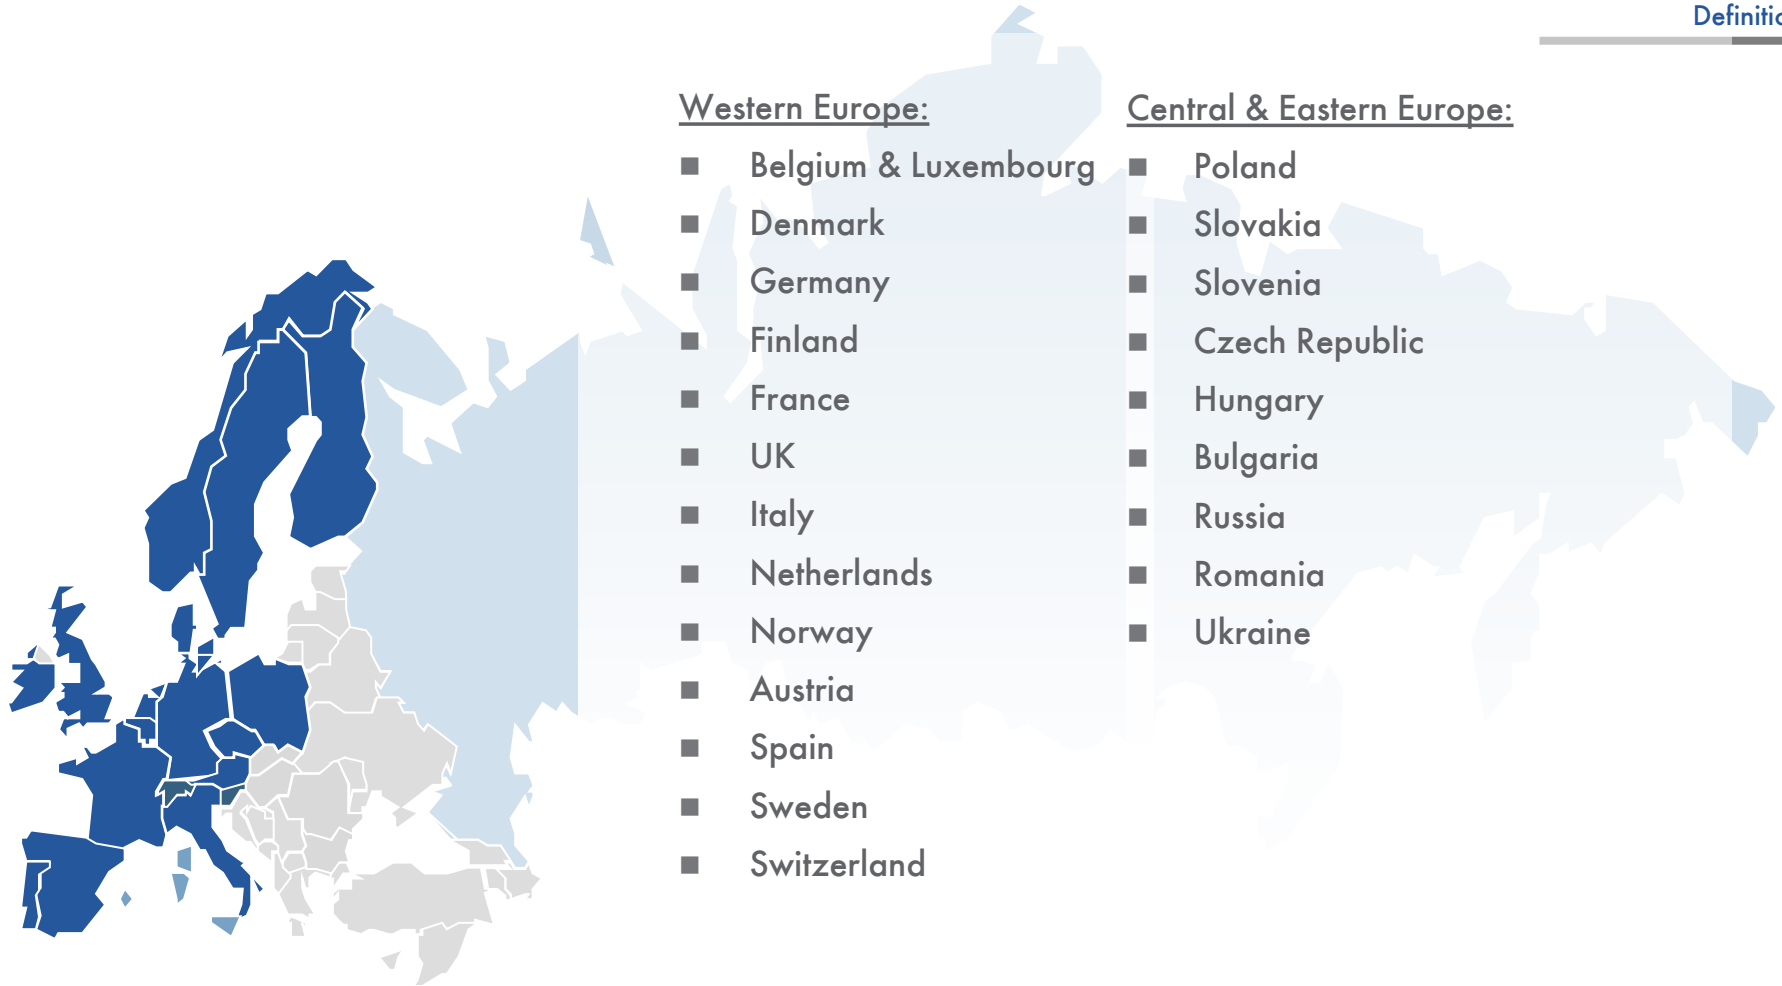 Western Europe:
Belgium & Luxembourg
Denmark
Germany
Finland
France
UK
Italy
Netherlands
Norway
Austria
Spain
Sweden
Switzerland
Central & Eastern Europe:
Poland
Slovakia
Slovenia
Czech Republic
Hungary
Bulgaria
Russia
Romania
Ukraine